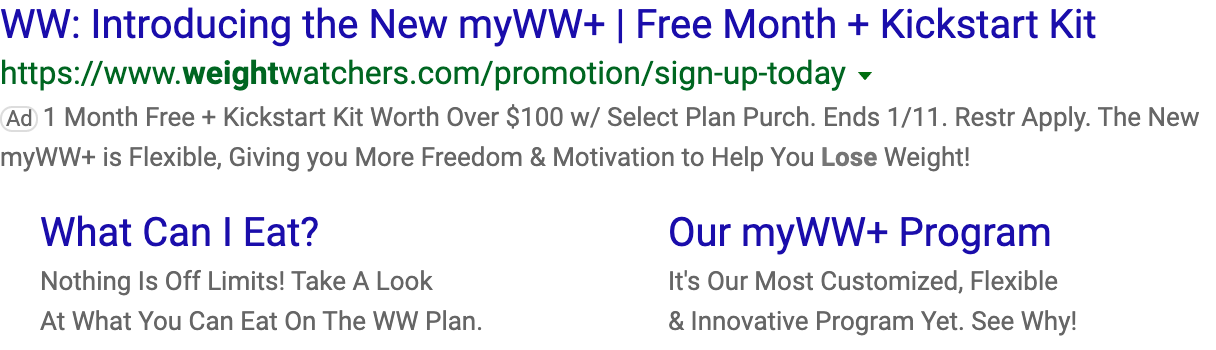 WW: Introducing the New myWW+ | Free Month + Kickstart Kit
https://www.weightwatchers.com/promotion/sign-up-today
Ad 1 Month Free + Kickstart Kit Worth Over $100 w/ Select Plan Purch. Ends 1/11. Restr Apply. The New
myWW+ is Flexible, Giving you More Freedom & Motivation to Help You Lose Weight!
What Can I Eat?
Nothing Is Off Limits! Take A Look
At What You Can Eat On The WW Plan.
Our myWW+ Program
It's Our Most Customized, Flexible
& Innovative Program Yet. See Why!